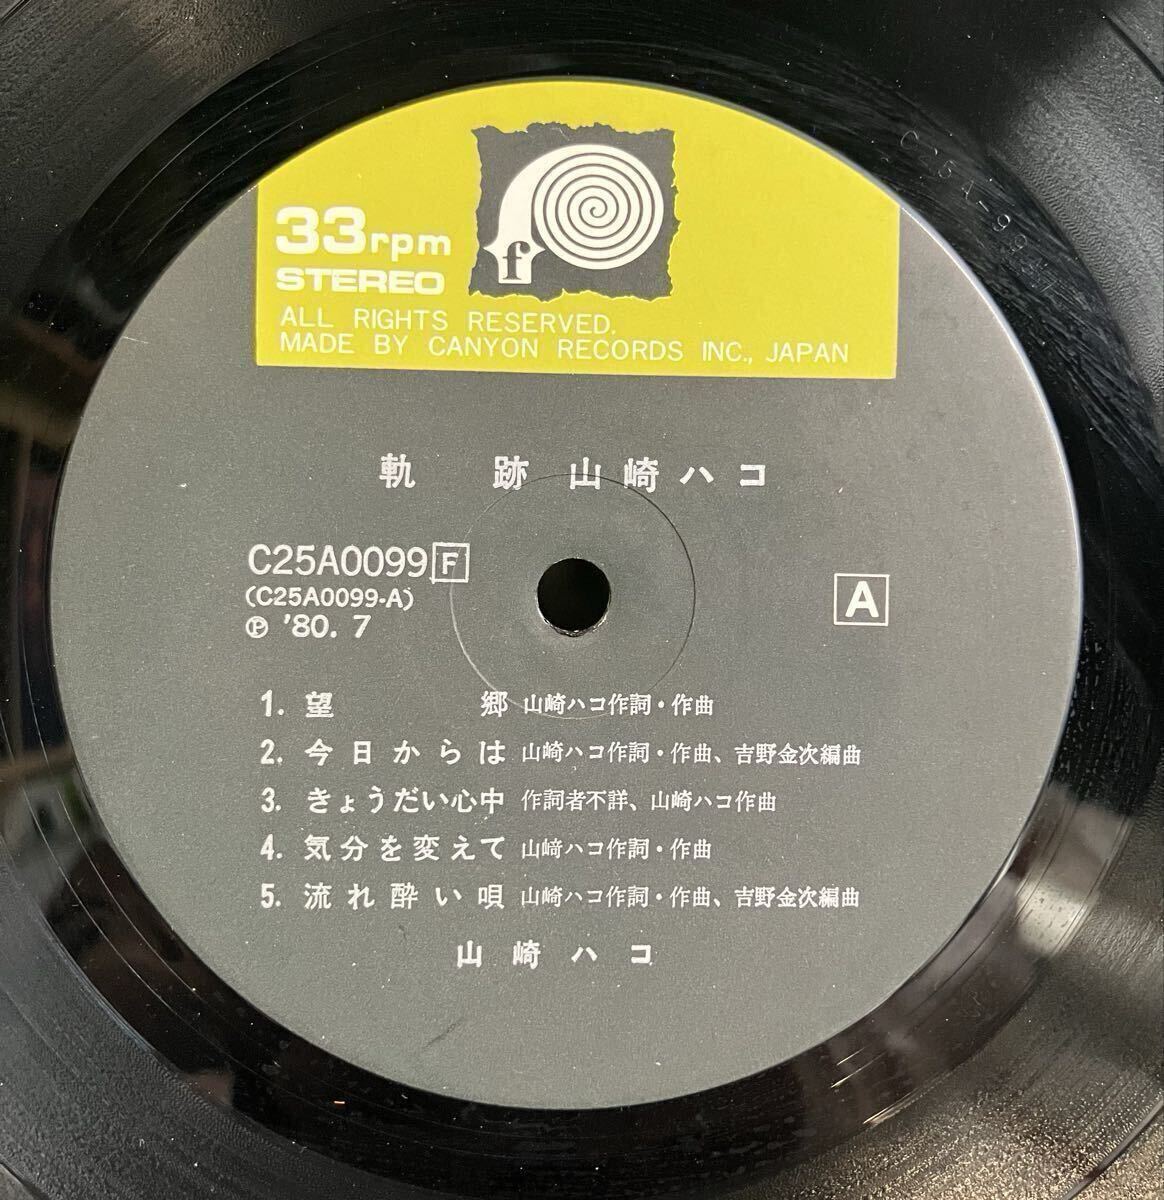 C25A-99
f
33rpm
STEREO
ALL RIGHTS RESERVED.
MADE BY CANYON RECORDS INC., JAPAN
軌　跡 山崎ハコ
C25A0099 F
(C25A0099-A)
Ⓟ '80. 7
A
1. 望　　郷 山崎ハコ作詞・作曲
2. 今日からは 山崎ハコ作詞・作曲、吉野金次編曲
3. きょうだい心中 作詞者不詳、山崎ハコ作曲
4. 気分を変えて 山崎ハコ作詞・作曲
5. 流れ酔い唄 山崎ハコ作詞・作曲、吉野金次編曲
山崎ハコ